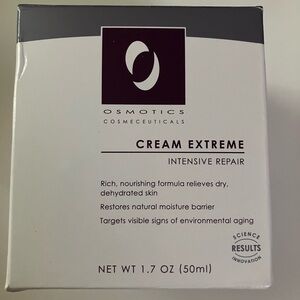 OSMOTICS
COSMECEUTICALS
CREAM EXTREME
INTENSIVE REPAIR
Rich, nourishing formula relieves dry,
dehydrated skin
Restores natural moisture barrier
Targets visible signs of environmental aging
SCIENCE
RESULTS
INNOVATION
NET WT 1.7 OZ (50ml)